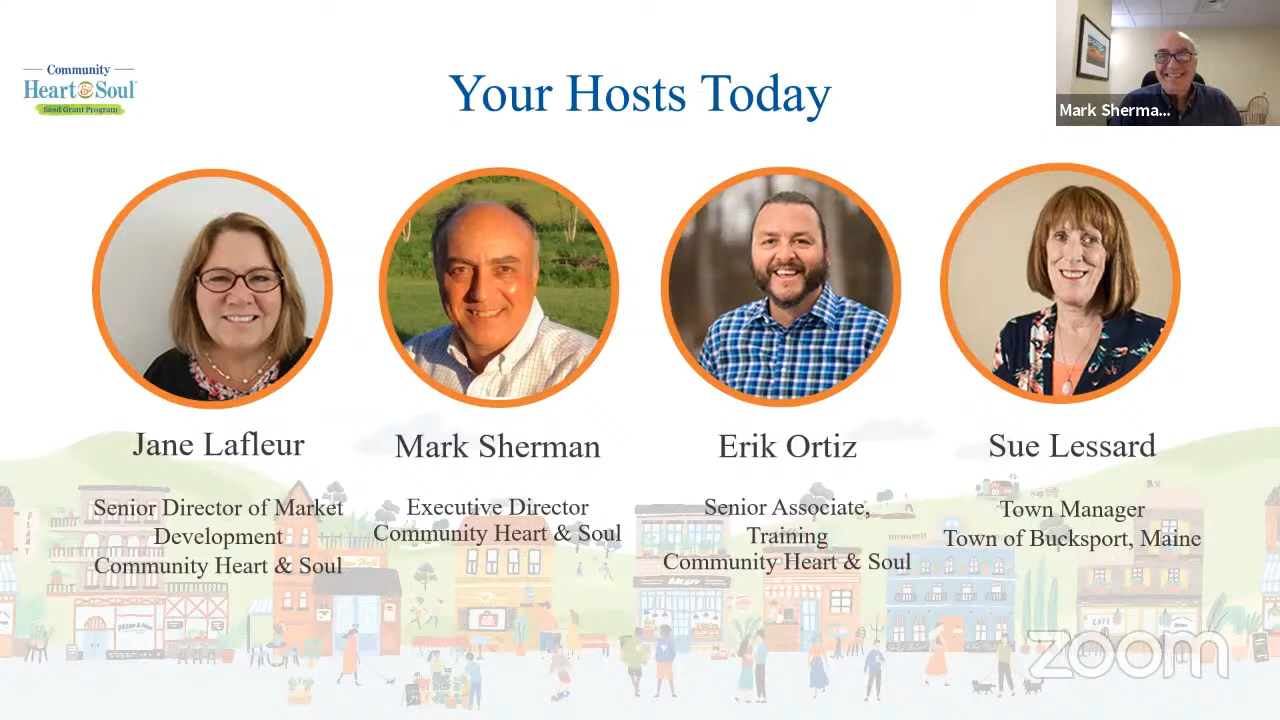 Community
Heart & Soul®
Seed Grant Program
Your Hosts Today
Mark Sherma...
Jane Lafleur
Senior Director of Market
Development
Community Heart & Soul
Mark Sherman
Executive Director
Community Heart & Soul
Erik Ortiz
Senior Associate,
Training
Community Heart & Soul
Sue Lessard
Town Manager
Town of Bucksport, Maine
BAKERY
CAFE
zoom